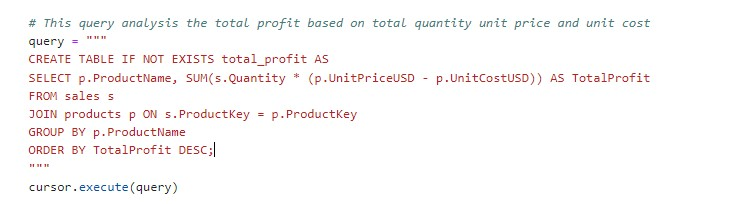 # This query analysis the total profit based on total quantity unit price and unit cost
query = """
CREATE TABLE IF NOT EXISTS total_profit AS
SELECT p.ProductName, SUM(s.Quantity * (p.UnitPriceUSD - p.UnitCostUSD)) AS TotalProfit
FROM sales s
JOIN products p ON s.ProductKey = p.ProductKey
GROUP BY p.ProductName
ORDER BY TotalProfit DESC;
"""
cursor.execute(query)